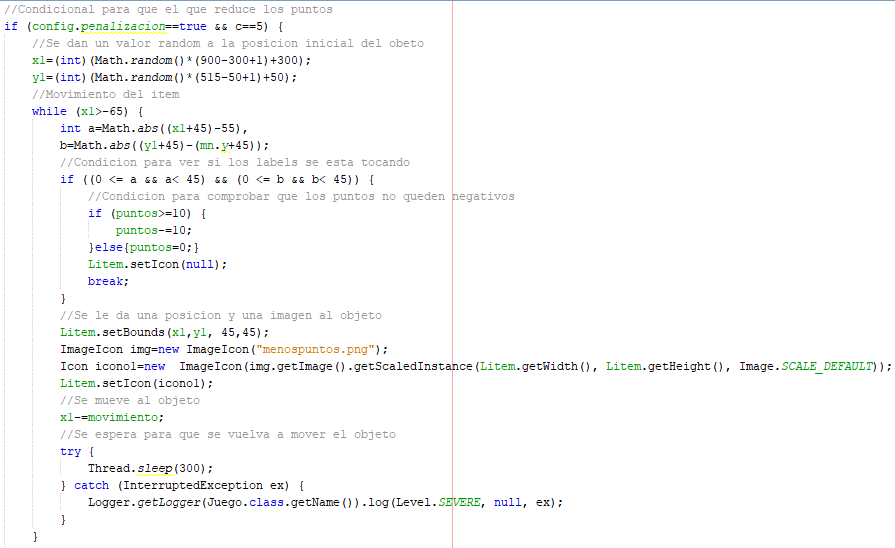 //Condicional para que el que reduce los puntos
if (config.penalizacion==true && c==5) {
    //Se dan un valor random a la posicion inicial del obeto
    x1=(int)(Math.random()*(900-300+1)+300);
    y1=(int)(Math.random()*(515-50+1)+50);
    //Movimiento del item
    while (x1>-65) {
        int a=Math.abs((x1+45)-55),
        b=Math.abs((y1+45)-(mn.y+45));
        //Condicion para ver si los labels se esta tocando
        if ((0 <= a && a< 45) && (0 <= b && b< 45)) {
            //Condicion para comprobar que los puntos no queden negativos
            if (puntos>=10) {
                puntos-=10;
            }else{puntos=0;}
            Litem.setIcon(null);
            break;
        }
        //Se le da una posicion y una imagen al objeto
        Litem.setBounds(x1,y1, 45,45);
        ImageIcon img=new ImageIcon("menospuntos.png");
        Icon icono1=new  ImageIcon(img.getImage().getScaledInstance(Litem.getWidth(), Litem.getHeight(), Image.SCALE_DEFAULT));
        Litem.setIcon(icono1);
        //Se mueve al objeto
        x1-=movimiento;
        //Se espera para que se vuelva a mover el objeto
        try {
            Thread.sleep(300);
        } catch (InterruptedException ex) {
            Logger.getLogger(Juego.class.getName()).log(Level.SEVERE, null, ex);
        }
    }